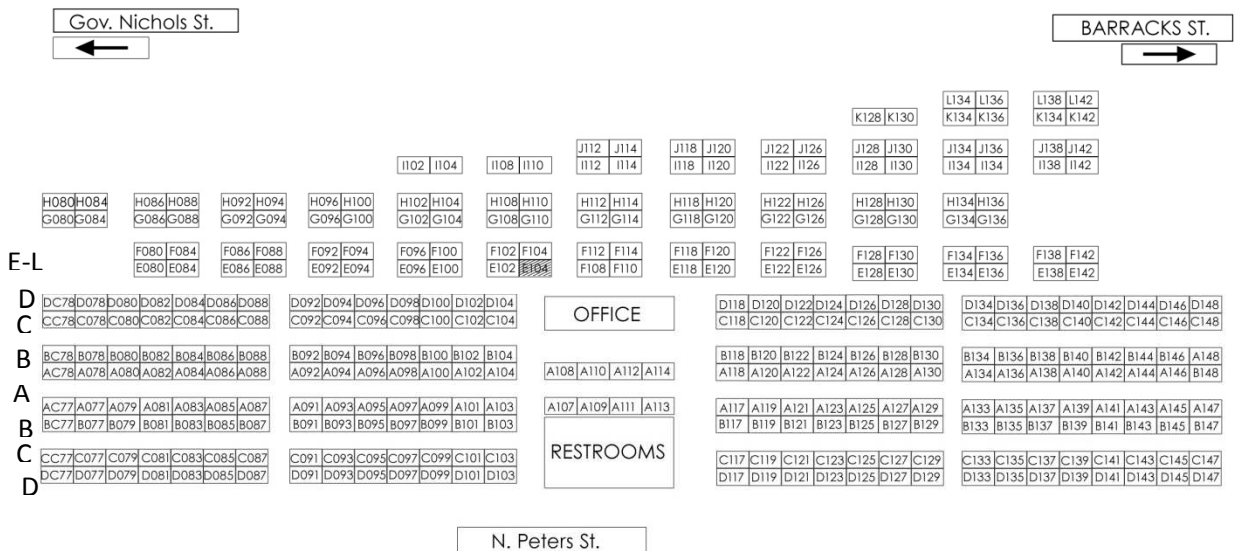 Gov. Nichols St.
BARRACKS ST.
L134 L136 L138 L142
K128 K130 K134 K136 K134 K142
J112 J114 J118 J120 J122 J126 J128 J130 J134 J136 J138 J142
I102 I104 I108 I110 I112 I114 I118 I120 I122 I126 I128 I130 I134 I134 I138 I142
H080 H084 H086 H088 H092 H094 H096 H100 H102 H104 H108 H110 H112 H114 H118 H120 H122 H126 H128 H130 H134 H136
G080 G084 G086 G088 G092 G094 G096 G100 G102 G104 G108 G110 G112 G114 G118 G120 G122 G126 G128 G130 G134 G136
F080 F084 F086 F088 F092 F094 F096 F100 F102 F104 F112 F114 F118 F120 F122 F126 F128 F130 F134 F136 F138 F142
E-L
E080 E084 E086 E088 E092 E094 E096 E100 E102 E104 F108 F110 E118 E120 E122 E130 E128 E130 E134 E136 E138 E142
D DC78 D078 D080 D082 D084 D086 D088 D092 D094 D096 D098 D100 D102 D104 D118 D120 D122 D124 D126 D128 D130 D134 D136 D138 D140 D142 D144 D146 D148
OFFICE
C CC78 C078 C080 C082 C084 C086 C088 C092 C094 C096 C098 C100 C102 C104 C118 C120 C122 C124 C126 C128 C130 C134 C136 C138 C140 C142 C144 C146 C148
B BC78 B078 B080 B082 B084 B086 B088 B092 B094 B096 B098 B100 B102 B104 B118 B120 B122 B124 B126 B128 B130 B134 B136 B138 B140 B142 B144 B146 A148
AC78 A078 A080 A082 A084 A086 A088 A092 A094 A096 A098 A100 A102 A104 A108 A110 A112 A114 A118 A120 A122 A124 A126 A128 A130 A134 A136 A138 A140 A142 A144 A146 B148
A
AC77 A077 A079 A081 A083 A085 A087 A091 A093 A095 A097 A099 A101 A103 A107 A109 A111 A113 A117 A119 A121 A123 A125 A127 A129 A133 A135 A137 A139 A141 A143 A145 A147
B BC77 B077 B079 B081 B083 B085 B087 B091 B093 B095 B097 B099 B101 B103 B117 B119 B121 B123 B125 B127 B129 B133 B135 B137 B139 B141 B143 B145 B147
RESTROOMS
C CC77 C077 C079 C081 C083 C085 C087 C091 C093 C095 C097 C099 C101 C103 C117 C119 C121 C123 C125 C127 C129 C133 C135 C137 C139 C141 C143 C145 C147
D DC77 D077 D079 D081 D083 D085 D087 D091 D093 D095 D097 D099 D101 D103 D117 D119 D121 D123 D125 D127 D129 D133 D135 D137 D139 D141 D143 D145 D147
N. Peters St.